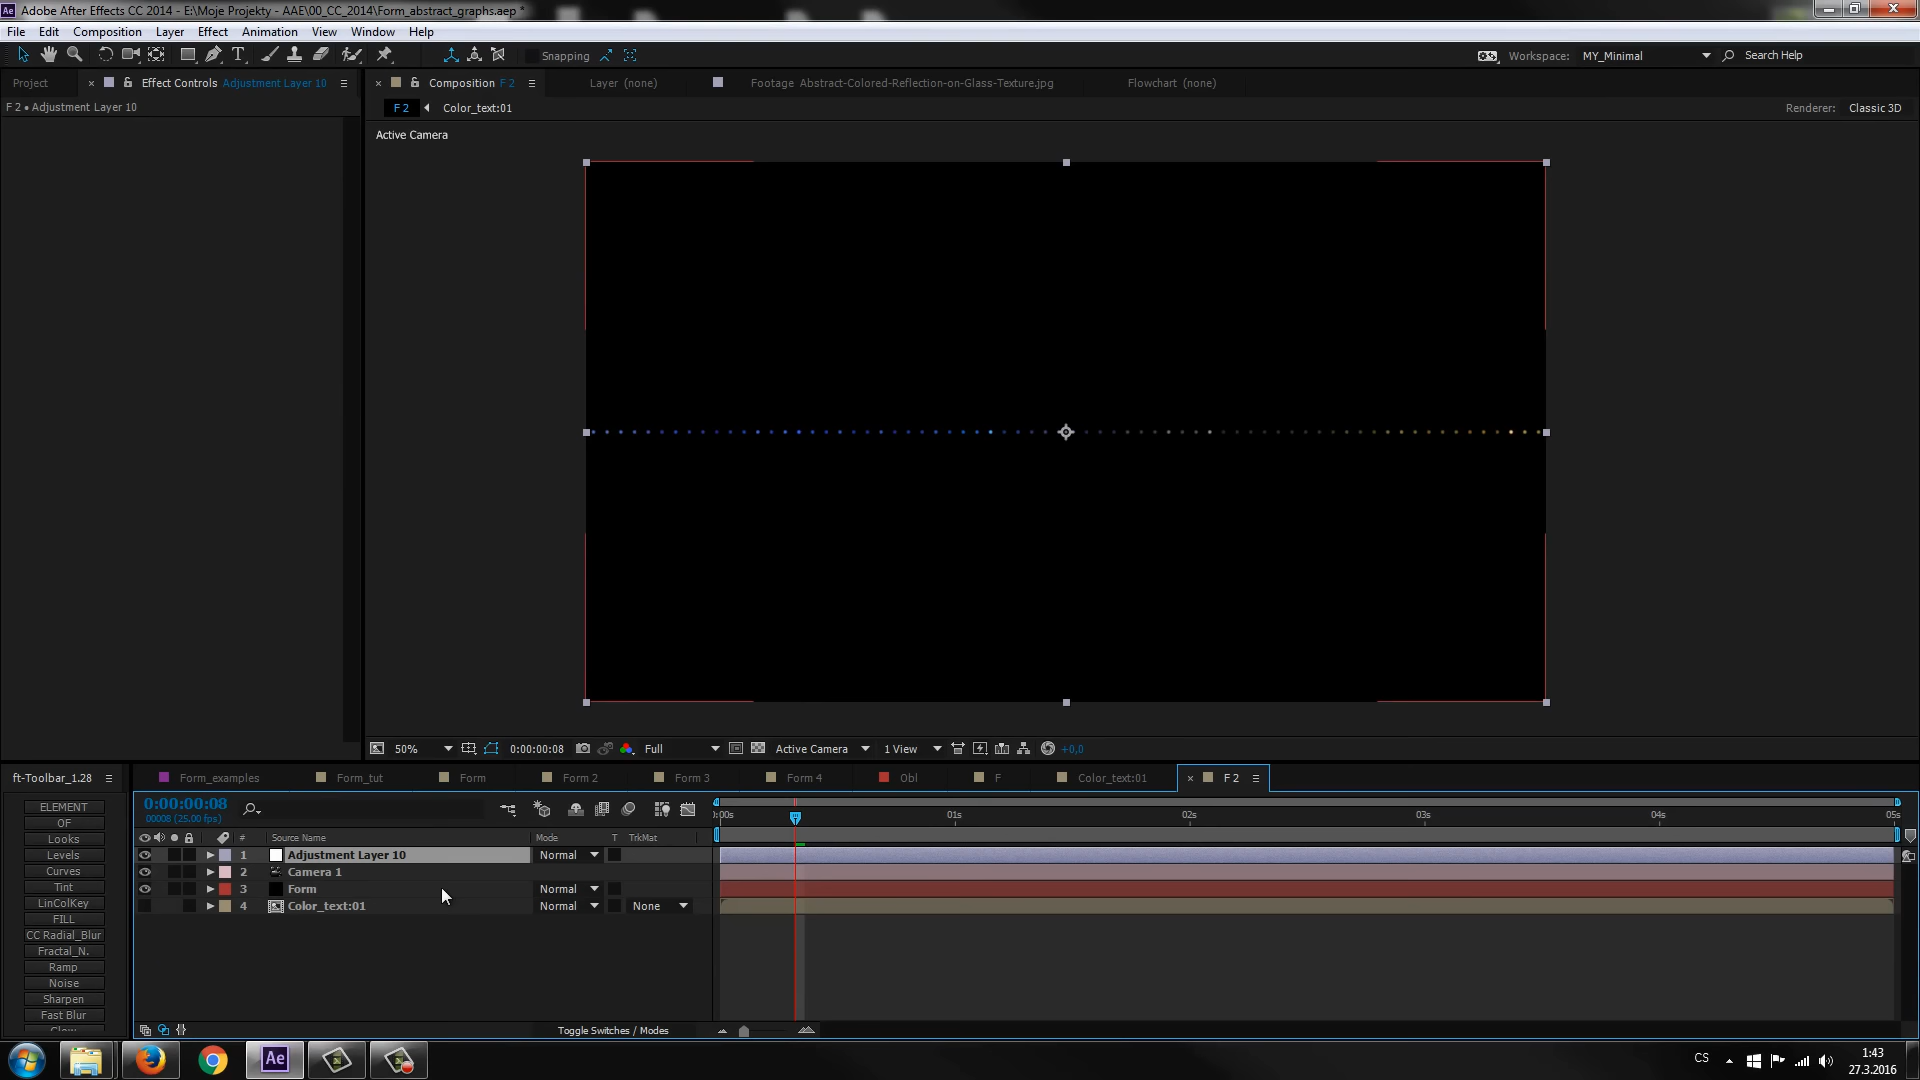 Adobe After Effects CC 2014 - E:\Moje Projekty - AAE\00_CC_2014\Form_abstract_graphs.aep *
File Edit Composition Layer Effect Animation View Window Help
Snapping
Workspace: MY_Minimal
Search Help
Project
Effect Controls Adjustment Layer 10
Composition F 2
Layer (none)
Footage Abstract-Colored-Reflection-on-Glass-Texture.jpg
Flowchart (none)
F 2 • Adjustment Layer 10
F 2
Color_text:01
Renderer: Classic 3D
Active Camera
50%
0:00:00:08
Full
Active Camera
1 View
+0,0
ft-Toolbar_1.28
Form_examples
Form_tut
Form
Form 2
Form 3
Form 4
Obl
F
Color_text:01
F 2
ELEMENT
OF
Looks
Levels
Curves
Tint
LinColKey
FILL
CC Radial_Blur
Fractal_N.
Ramp
Noise
Sharpen
Fast Blur
Glow
0:00:00:08
00008 (25.00 fps)
# Source Name Mode T TrkMat
1 Adjustment Layer 10 Normal
2 Camera 1
3 Form Normal
4 Color_text:01 Normal None
:00s 01s 02s 03s 04s 05s
Toggle Switches / Modes
Ae
CS
1:43
27.3.2016